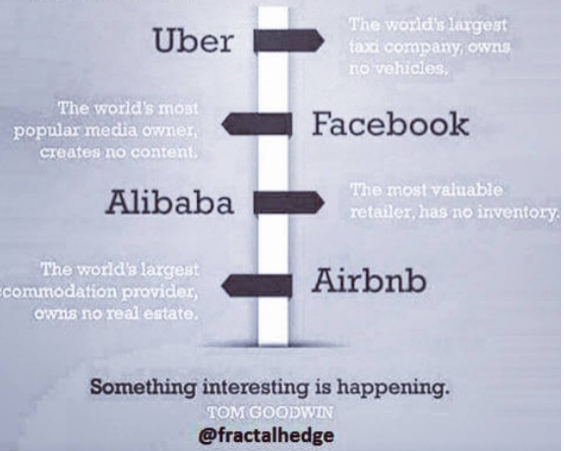 Uber
The world's largest
taxi company, owns
no vehicles.
The world's most
popular media owner,
creates no content.
Facebook
Alibaba
The most valuable
retailer, has no inventory.
The world's largest
ccommodation provider,
owns no real estate.
Airbnb
Something interesting is happening.
TOM GOODWIN
@fractalhedge